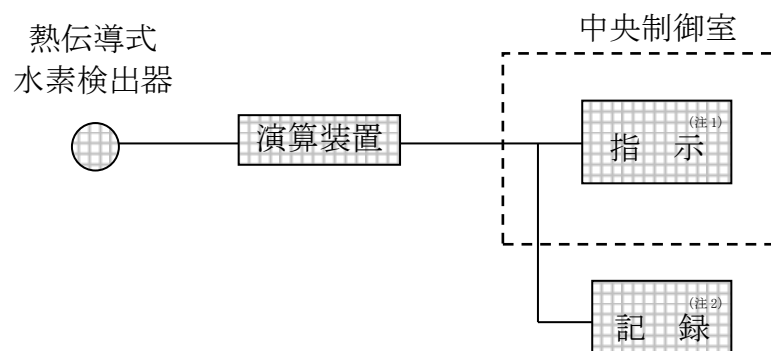 中央制御室
熱伝導式
水素検出器
演算装置
指 示
(注1)
記 録
(注2)